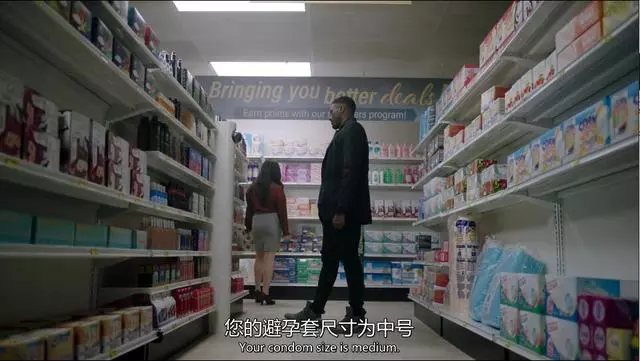 Bringing you better deals
Earn points with our rewards program!
您的避孕套尺寸为中号
Your condom size is medium.